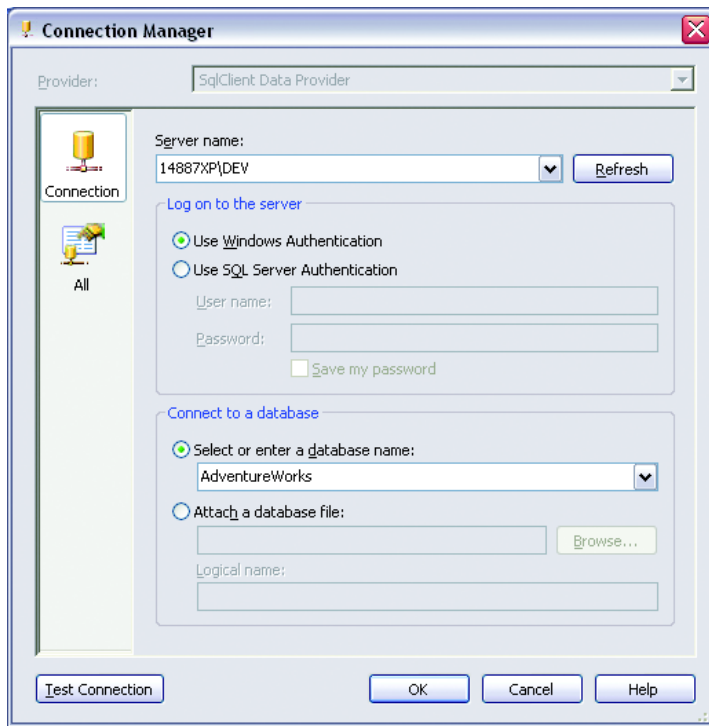 Connection Manager
Provider:
SqlClient Data Provider
Connection
All
Server name:
14887XP\DEV
Refresh
Log on to the server
Use Windows Authentication
Use SQL Server Authentication
User name:
Password:
Save my password
Connect to a database
Select or enter a database name:
AdventureWorks
Attach a database file:
Browse...
Logical name:
Test Connection
OK
Cancel
Help